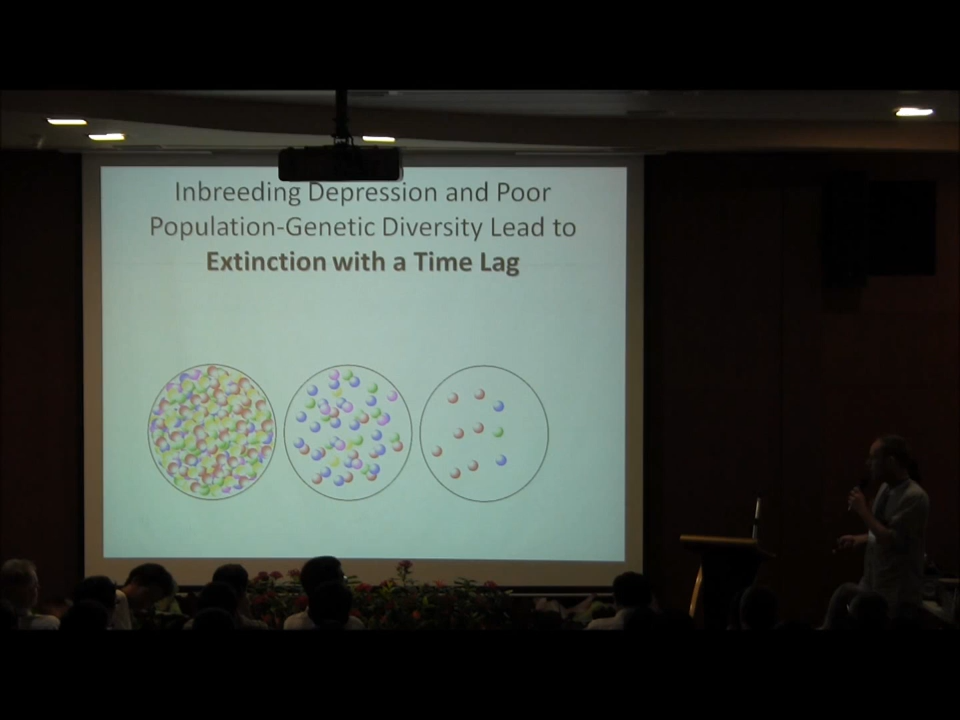 Inbreeding Depression and Poor
Population-Genetic Diversity Lead to
Extinction with a Time Lag